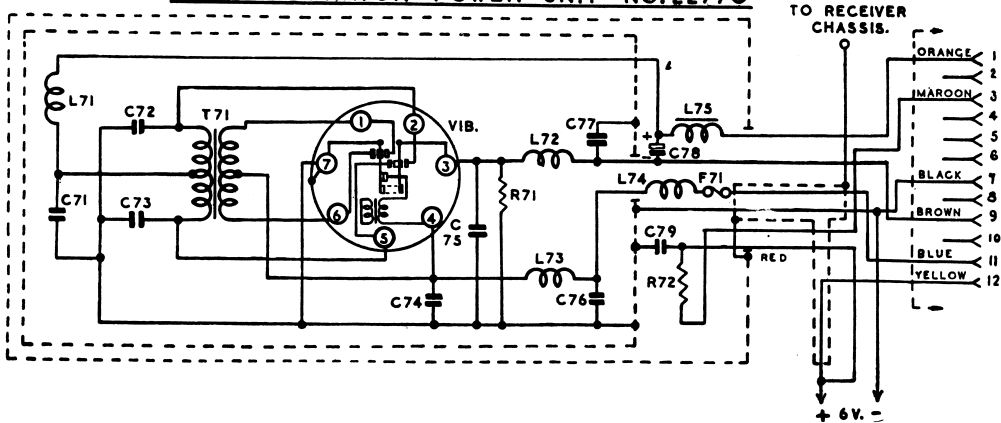 POWER UNIT NO.
TO RECEIVER
CHASSIS.
ORANGE 1
2
MAROON 3
4
5
6
BLACK 7
8
BROWN 9
10
BLUE 11
YELLOW 12
L71
C72
T71
1
2
VIB.
C77
L75
+
C78
7
3
L72
R71
L74
F71
C71
C73
6
5
4
C
75
C79
RED
L73
R72
C74
C76
+ 6V. -